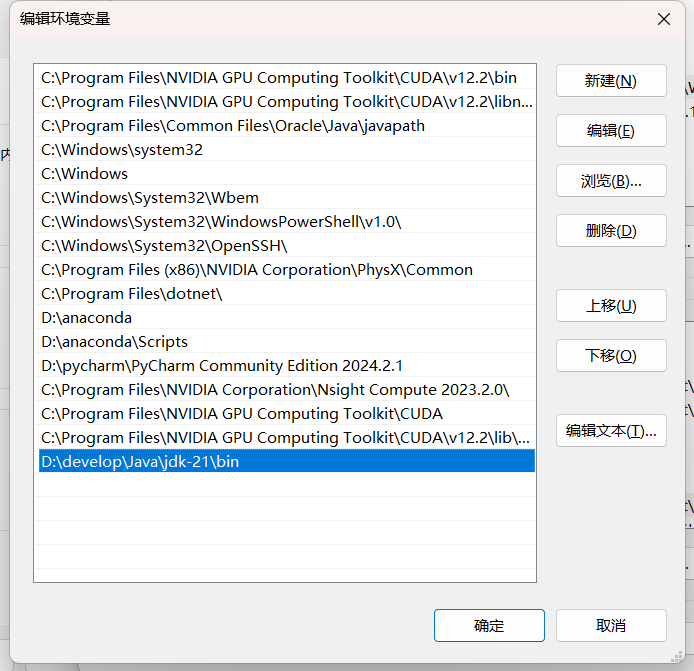 编辑环境变量
C:\Program Files\NVIDIA GPU Computing Toolkit\CUDA\v12.2\bin
C:\Program Files\NVIDIA GPU Computing Toolkit\CUDA\v12.2\libn...
C:\Program Files\Common Files\Oracle\Java\javapath
C:\Windows\system32
C:\Windows
C:\Windows\System32\Wbem
C:\Windows\System32\WindowsPowerShell\v1.0\
C:\Windows\System32\OpenSSH\
C:\Program Files (x86)\NVIDIA Corporation\PhysX\Common
C:\Program Files\dotnet\
D:\anaconda
D:\anaconda\Scripts
D:\pycharm\PyCharm Community Edition 2024.2.1
C:\Program Files\NVIDIA Corporation\Nsight Compute 2023.2.0\
C:\Program Files\NVIDIA GPU Computing Toolkit\CUDA
C:\Program Files\NVIDIA GPU Computing Toolkit\CUDA\v12.2\lib\...
D:\develop\Java\jdk-21\bin
新建(N)
编辑(E)
浏览(B)...
删除(D)
上移(U)
下移(O)
编辑文本(T)...
确定
取消